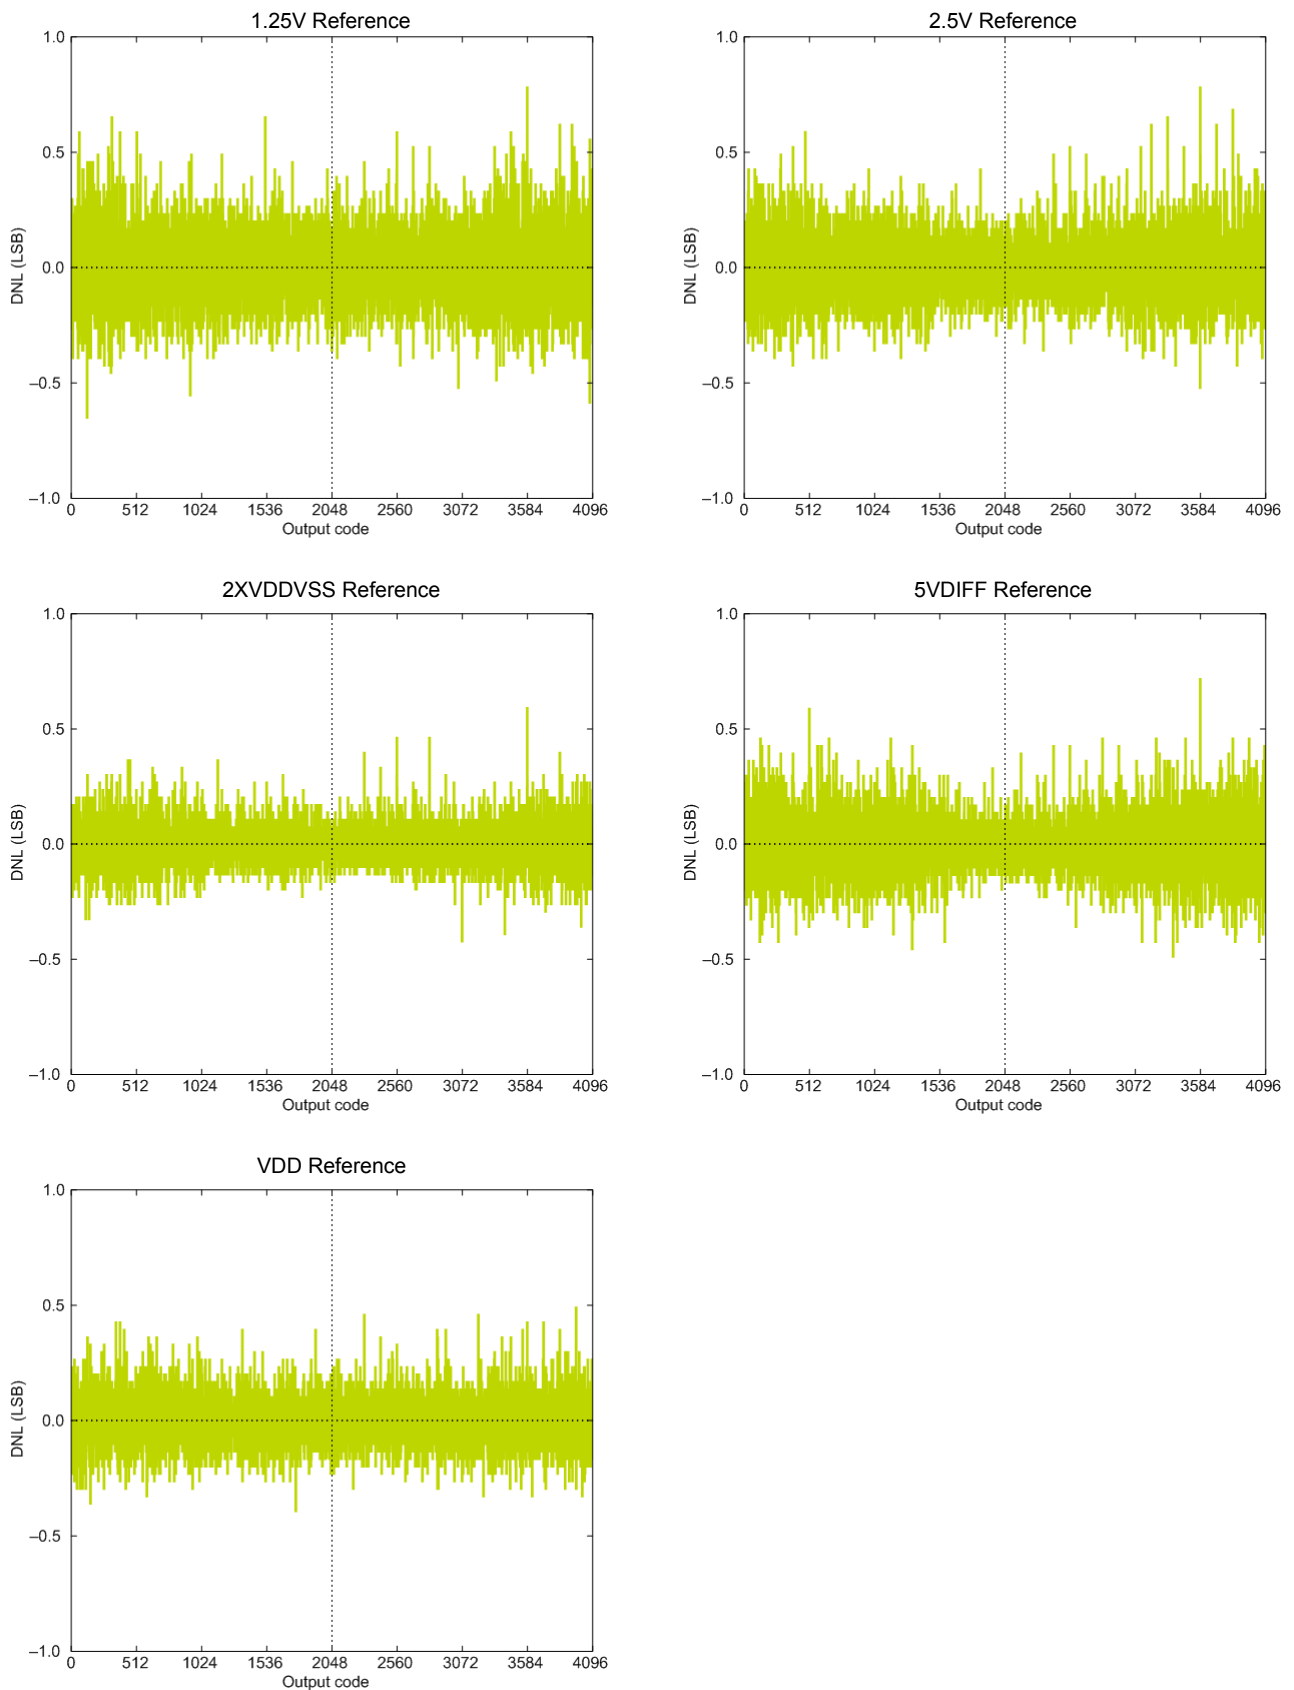 1.25V Reference
1.0
0.5
0.0
–0.5
–1.0
DNL (LSB)
0 512 1024 1536 2048 2560 3072 3584 4096
Output code
2.5V Reference
1.0
0.5
0.0
–0.5
–1.0
DNL (LSB)
0 512 1024 1536 2048 2560 3072 3584 4096
Output code
2XVDDVSS Reference
1.0
0.5
0.0
–0.5
–1.0
DNL (LSB)
0 512 1024 1536 2048 2560 3072 3584 4096
Output code
5VDIFF Reference
1.0
0.5
0.0
–0.5
–1.0
DNL (LSB)
0 512 1024 1536 2048 2560 3072 3584 4096
Output code
VDD Reference
1.0
0.5
0.0
–0.5
–1.0
DNL (LSB)
0 512 1024 1536 2048 2560 3072 3584 4096
Output code